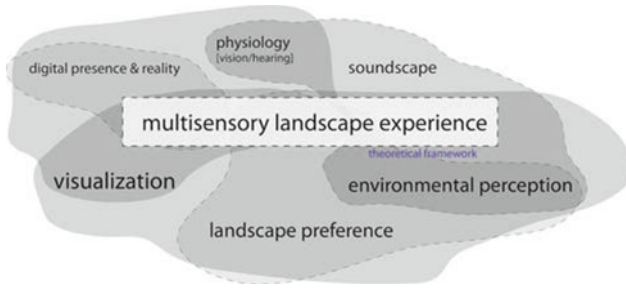 physiology
[vision/hearing]
digital presence & reality
soundscape
multisensory landscape experience
theoretical framework
visualization
environmental perception
landscape preference